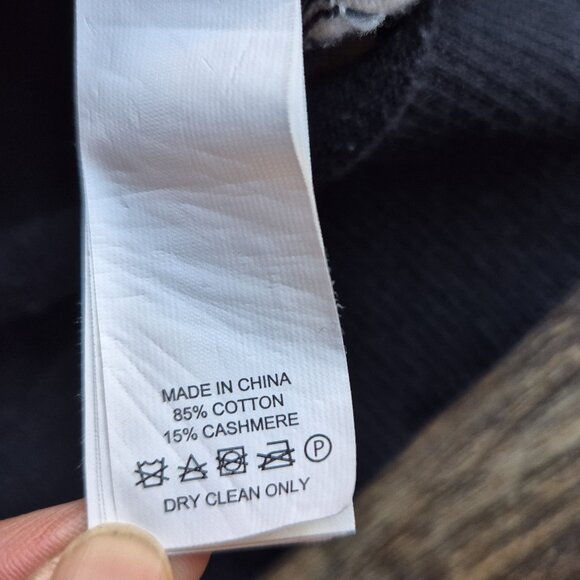 MADE IN CHINA
85% COTTON
15% CASHMERE
P
DRY CLEAN ONLY